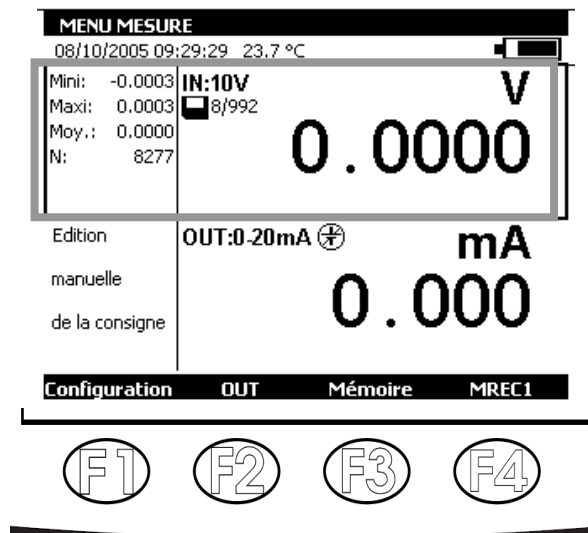 MENU MESURE
08/10/2005 09:29:29 23.7 °C
Mini: -0.0003
Maxi: 0.0003
Moy.: 0.0000
N: 8277
IN:10V
8/992
V
0.0000
Edition
manuelle
de la consigne
OUT:0-20mA
mA
0.000
Configuration OUT Mémoire MREC1
F1 F2 F3 F4